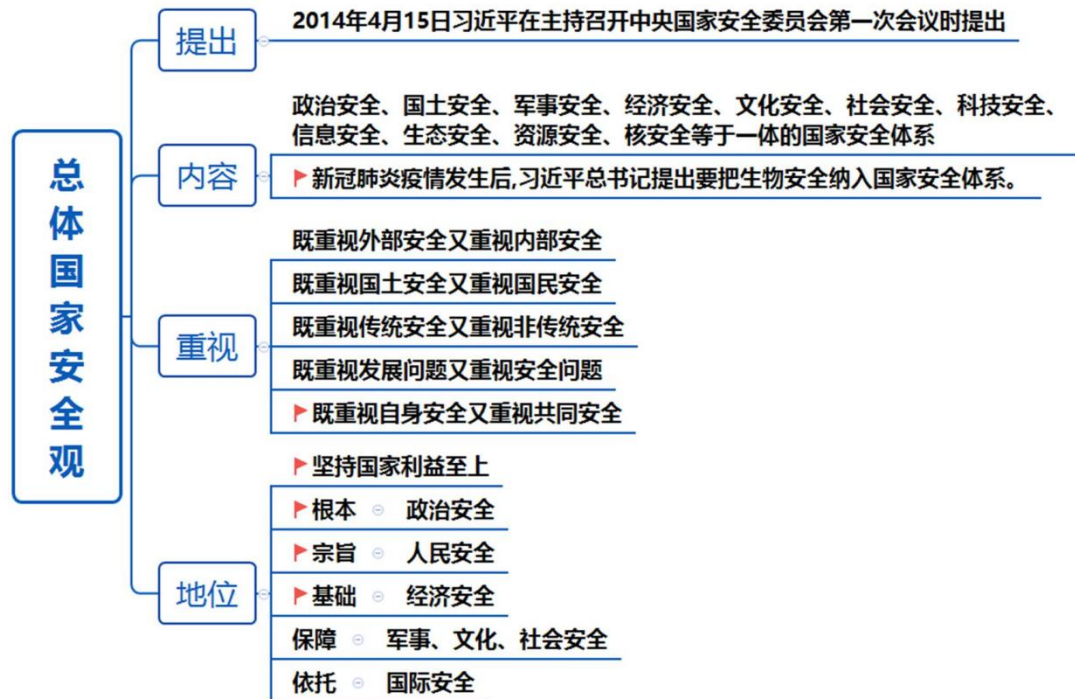 总体国家安全观
提出
2014年4月15日习近平在主持召开中央国家安全委员会第一次会议时提出
内容
政治安全、国土安全、军事安全、经济安全、文化安全、社会安全、科技安全、
信息安全、生态安全、资源安全、核安全等于一体的国家安全体系
新冠肺炎疫情发生后,习近平总书记提出要把生物安全纳入国家安全体系。
重视
既重视外部安全又重视内部安全
既重视国土安全又重视国民安全
既重视传统安全又重视非传统安全
既重视发展问题又重视安全问题
既重视自身安全又重视共同安全
地位
坚持国家利益至上
根本 政治安全
宗旨 人民安全
基础 经济安全
保障 军事、文化、社会安全
依托 国际安全